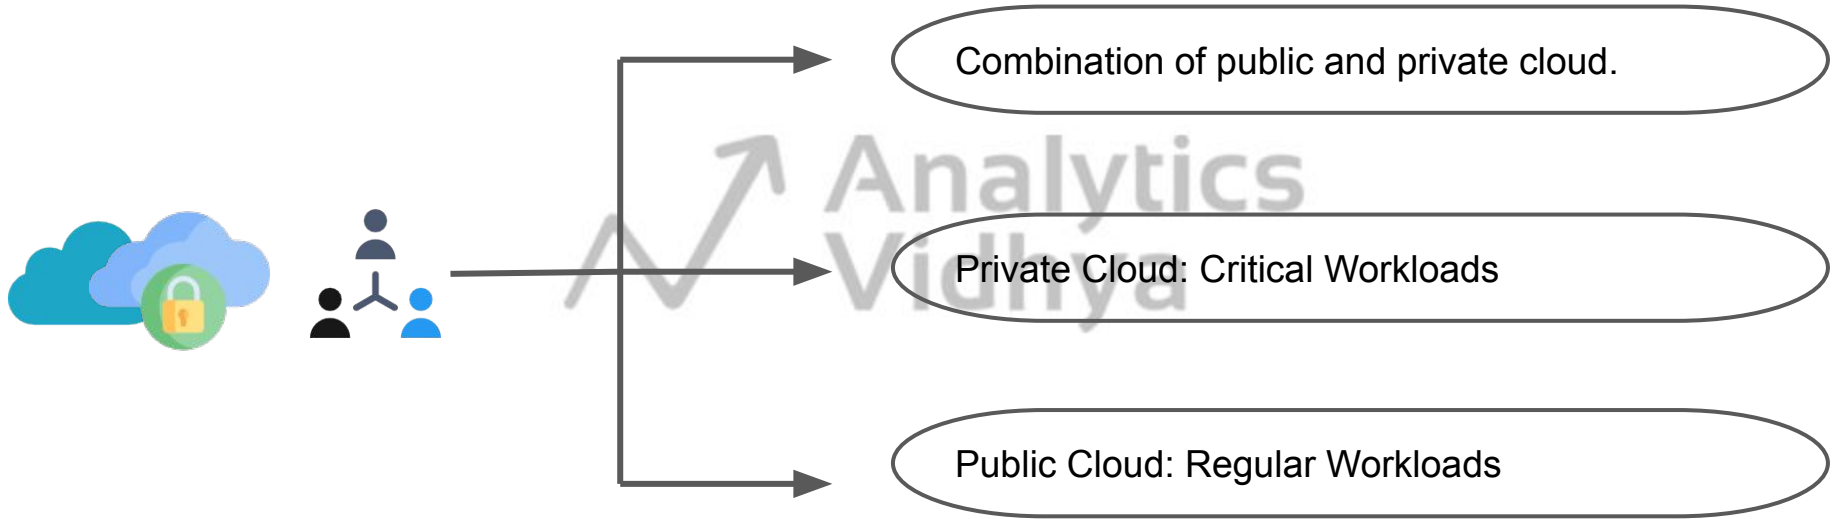 Combination of public and private cloud.
Analytics
Vidhya
Private Cloud: Critical Workloads
Public Cloud: Regular Workloads